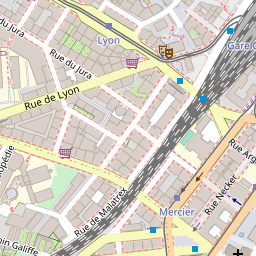 u Jura
Lyon
Gare C
Rue du Jura
Rue de Lyon
Rue Arg
opédie
Rue de Malatrex
Mercier
Rue Necker
in Galiffe